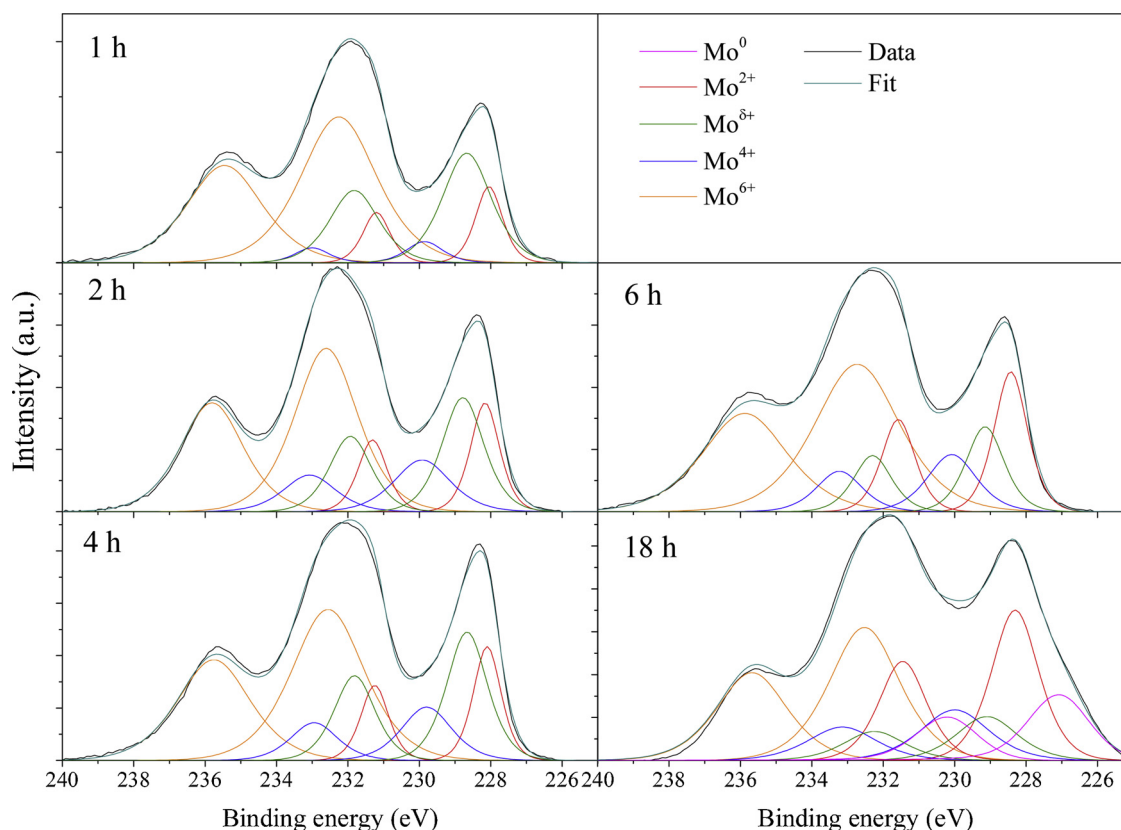 1 h
Mo⁰
Mo²⁺
Mo^δ⁺
Mo⁴⁺
Mo⁶⁺
Data
Fit
2 h
6 h
4 h
18 h
Intensity (a.u.)
240 238 236 234 232 230 228 226 240 238 236 234 232 230 228 226
Binding energy (eV) Binding energy (eV)